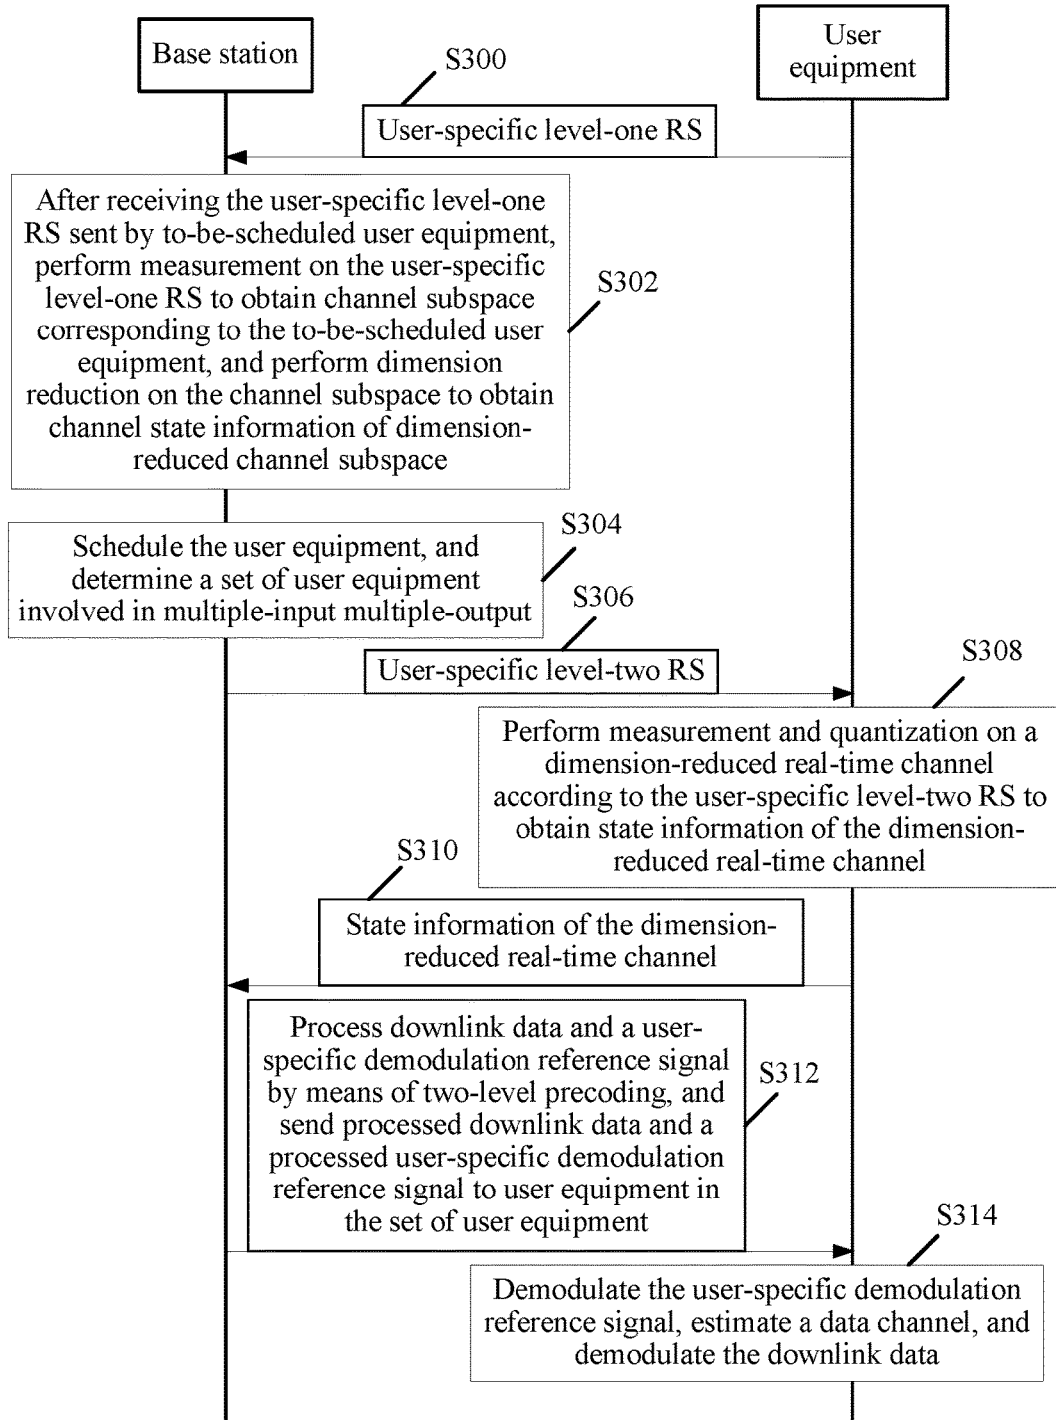 Base station
User
equipment
S300
User-specific level-one RS
After receiving the user-specific level-one
RS sent by to-be-scheduled user equipment,
perform measurement on the user-specific
level-one RS to obtain channel subspace
corresponding to the to-be-scheduled user
equipment, and perform dimension
reduction on the channel subspace to obtain
channel state information of dimension-
reduced channel subspace
S302
Schedule the user equipment, and
determine a set of user equipment
involved in multiple-input multiple-output
S304
S306
User-specific level-two RS
S308
Perform measurement and quantization on a
dimension-reduced real-time channel
according to the user-specific level-two RS to
obtain state information of the dimension-
reduced real-time channel
S310
State information of the dimension-
reduced real-time channel
Process downlink data and a user-
specific demodulation reference signal
by means of two-level precoding, and
send processed downlink data and a
processed user-specific demodulation
reference signal to user equipment in
the set of user equipment
S312
S314
Demodulate the user-specific demodulation
reference signal, estimate a data channel, and
demodulate the downlink data